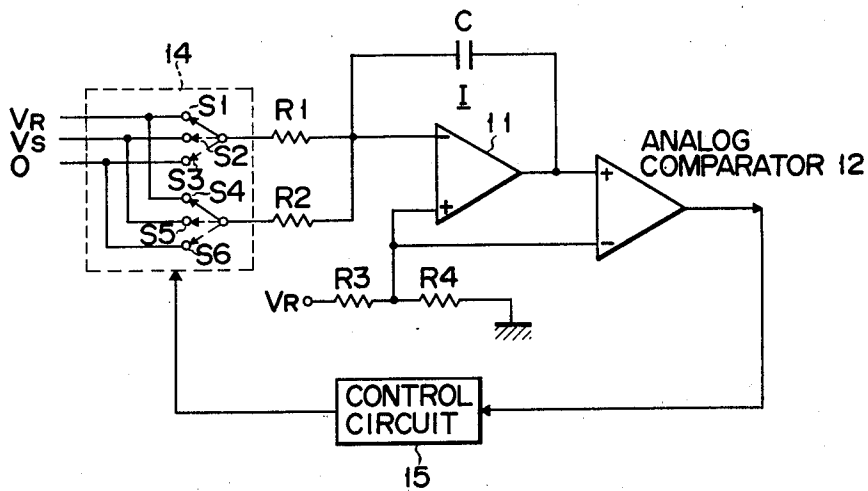 14
C
I
VR
VS
O
S1
S2
S3
S4
S5
S6
R1
R2
11
-
+
ANALOG
COMPARATOR 12
+
-
VR
R3
R4
CONTROL
CIRCUIT
15